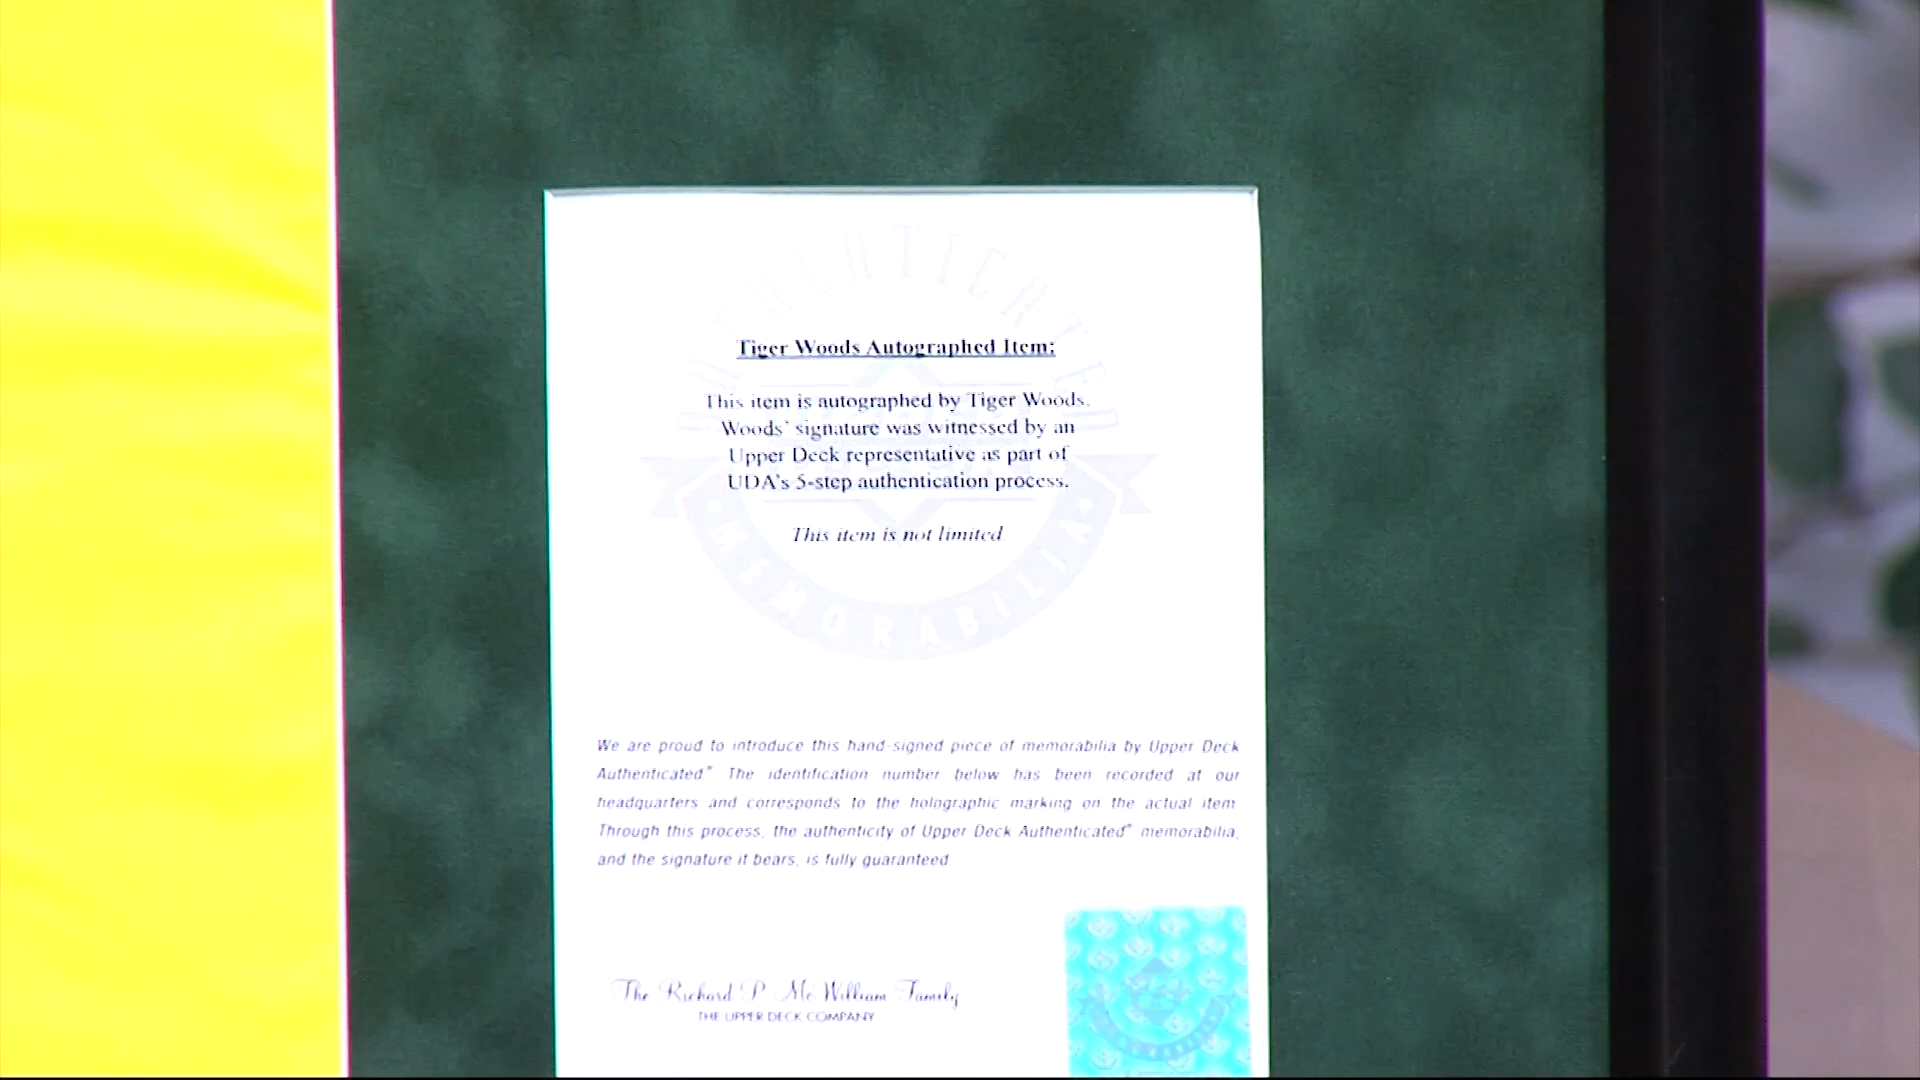 AUTHENTICATED
Tiger Woods Autographed Item:
This item is autographed by Tiger Woods.
Woods' signature was witnessed by an
Upper Deck representative as part of
UDA's 5-step authentication process.
This item is not limited
MEMORABILIA
We are proud to introduce this hand-signed piece of memorabilia by Upper Deck
Authenticated® The identification number below has been recorded at our
headquarters and corresponds to the holographic marking on the actual item
Through this process, the authenticity of Upper Deck Authenticated® memorabilia,
and the signature it bears, is fully guaranteed
The Richard P. McWilliam Family
THE UPPER DECK COMPANY